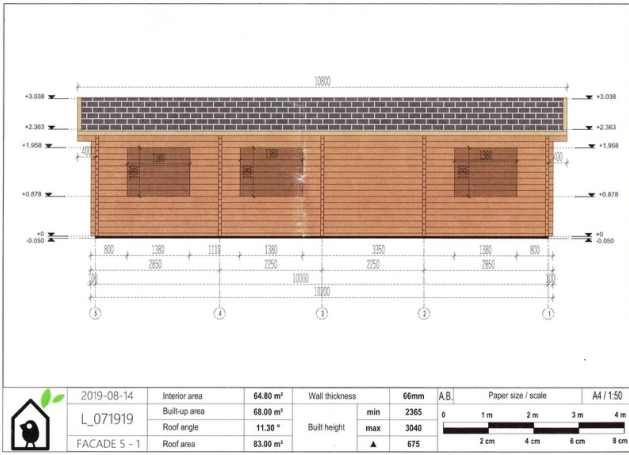 10800
+3.038 +3.038
+2.363 +2.363
+1.958 +1.958
400 400
1380 1380 1380
1080 1080 1080
+0.878 +0.878
+0 +0
-0.050 -0.050
800 1380 1110 1380 3350 1380 800
2850 2250 2250 2850
100 10000 100
10200
5 4 3 2 1
2019-08-14 Interior area 64.80 m² Wall thickness 66mm A.B. Paper size / scale A4 / 1:50
L_071919 Built-up area 68.00 m² Built height min 2365 0 1 m 2 m 3 m 4 m
Roof angle 11.30 ° max 3040
FACADE 5 - 1 Roof area 83.00 m² ▲ 675 2 cm 4 cm 6 cm 8 cm